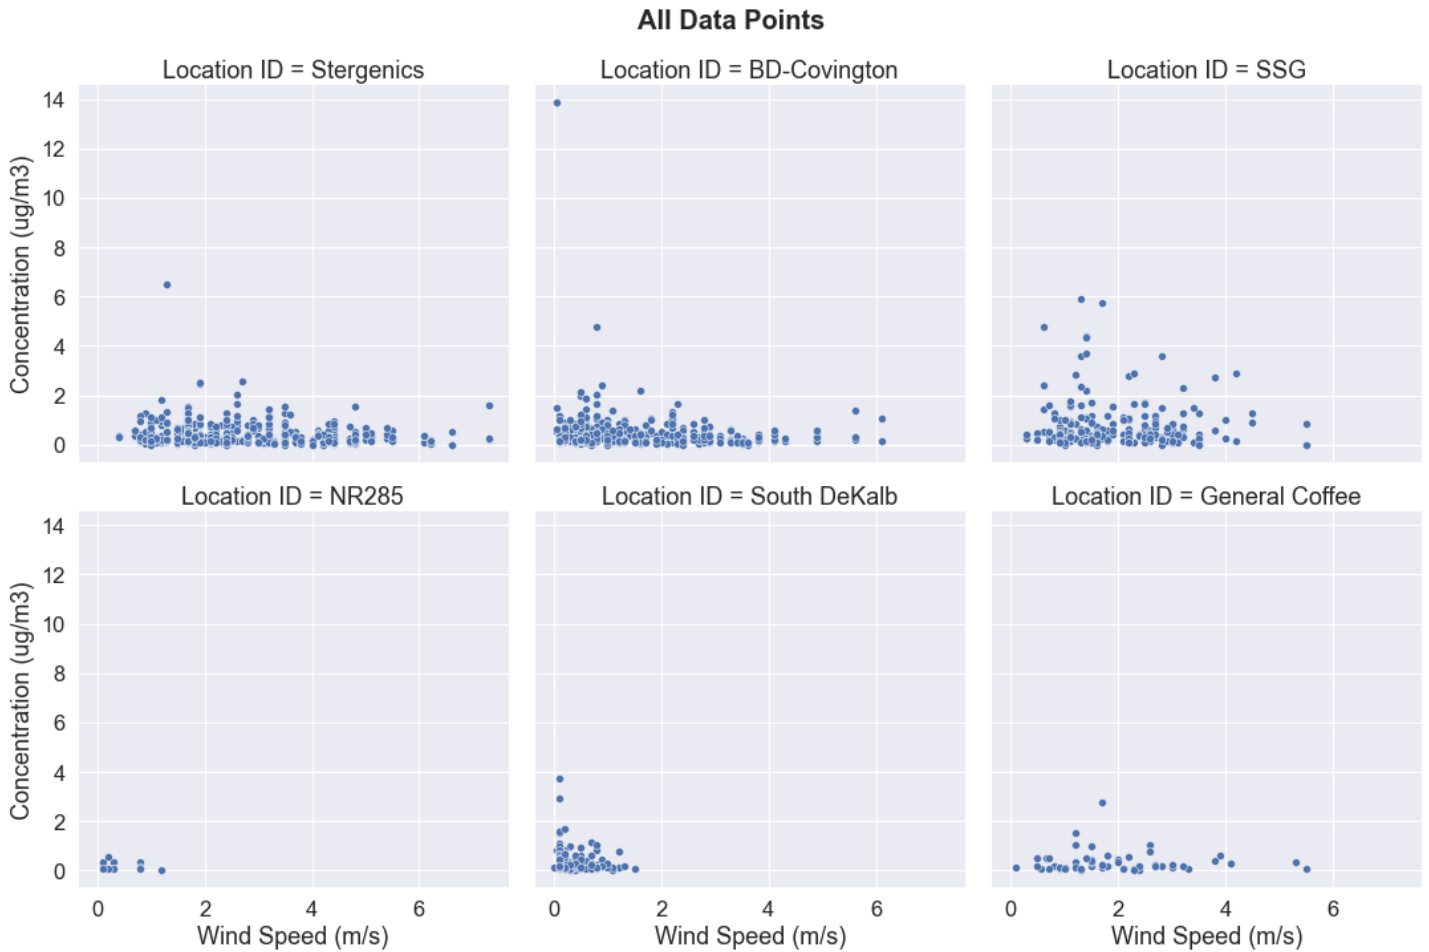 All Data Points
Location ID = Stergenics
Location ID = BD-Covington
Location ID = SSG
14
12
10
8
6
4
2
0
Concentration (ug/m3)
Location ID = NR285
Location ID = South DeKalb
Location ID = General Coffee
14
12
10
8
6
4
2
0
Concentration (ug/m3)
0 2 4 6
0 2 4 6
0 2 4 6
Wind Speed (m/s)
Wind Speed (m/s)
Wind Speed (m/s)